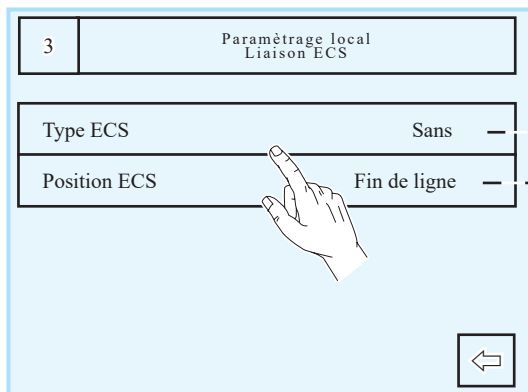 3
Paramètrage local
Liaison ECS
Type ECS Sans
Position ECS Fin de ligne